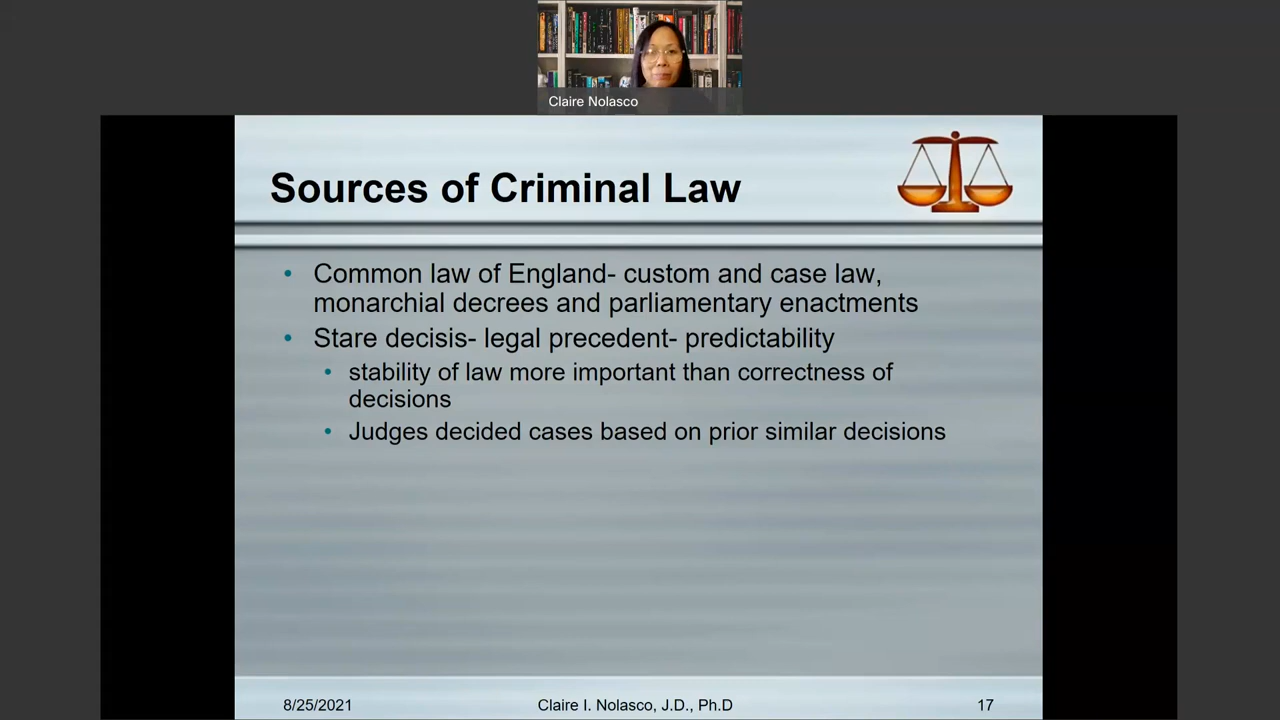 Claire Nolasco
Sources of Criminal Law
• Common law of England- custom and case law,
monarchial decrees and parliamentary enactments
• Stare decisis- legal precedent- predictability
• stability of law more important than correctness of
decisions
• Judges decided cases based on prior similar decisions
8/25/2021
Claire I. Nolasco, J.D., Ph.D
17